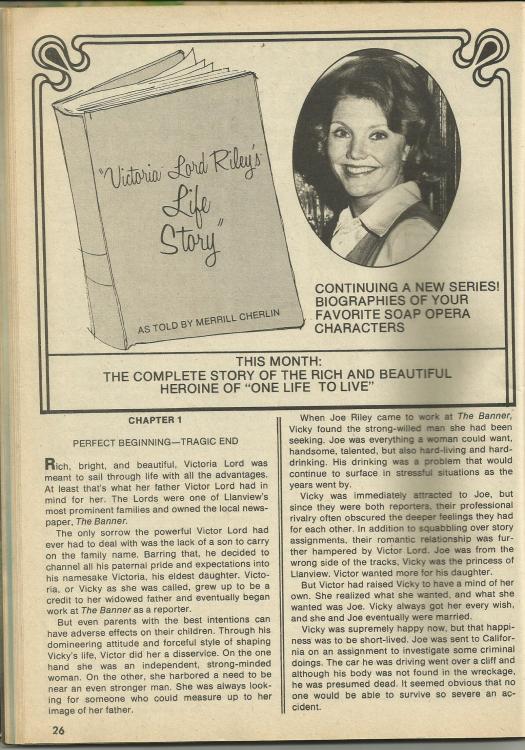 "Victoria Lord Riley's
Life
Story"
AS TOLD BY MERRILL CHERLIN
CONTINUING A NEW SERIES!
BIOGRAPHIES OF YOUR
FAVORITE SOAP OPERA
CHARACTERS
THIS MONTH:
THE COMPLETE STORY OF THE RICH AND BEAUTIFUL
HEROINE OF "ONE LIFE TO LIVE"
CHAPTER 1
PERFECT BEGINNING—TRAGIC END
Rich, bright, and beautiful, Victoria Lord was
meant to sail through life with all the advantages.
At least that's what her father Victor Lord had in
mind for her. The Lords were one of Llanview's
most prominent families and owned the local news-
paper, The Banner.
The only sorrow the powerful Victor Lord had
ever had to deal with was the lack of a son to carry
on the family name. Barring that, he decided to
channel all his paternal pride and expectations into
his namesake Victoria, his eldest daughter. Victo-
ria, or Vicky as she was called, grew up to be a
credit to her widowed father and eventually began
work at The Banner as a reporter.
But even parents with the best intentions can
have adverse effects on their children. Through his
domineering attitude and forceful style of shaping
Vicky's life, Victor did her a disservice. On the one
hand she was an independent, strong-minded
woman. On the other, she harbored a need to be
near an even stronger man. She was always look-
ing for someone who could measure up to her
image of her father.
When Joe Riley came to work at The Banner,
Vicky found the strong-willed man she had been
seeking. Joe was everything a woman could want,
handsome, talented, but also hard-living and hard-
drinking. His drinking was a problem that would
continue to surface in stressful situations as the
years went by.
Vicky was immediately attracted to Joe, but
since they were both reporters, their professional
rivalry often obscured the deeper feelings they had
for each other. In addition to squabbling over story
assignments, their romantic relationship was fur-
ther hampered by Victor Lord. Joe was from the
wrong side of the tracks, Vicky was the princess of
Llanview. Victor wanted more for his daughter.
But Victor had raised Vicky to have a mind of her
own. She realized what she wanted, and what she
wanted was Joe. Vicky always got her every wish,
and she and Joe eventually were married.
Vicky was supremely happy now, but that happi-
ness was to be short-lived. Joe was sent to Califor-
nia on an assignment to investigate some criminal
doings. The car he was driving went over a cliff and
although his body was not found in the wreckage,
he was presumed dead. It seemed obvious that no
one would be able to survive so severe an ac-
cident.
26